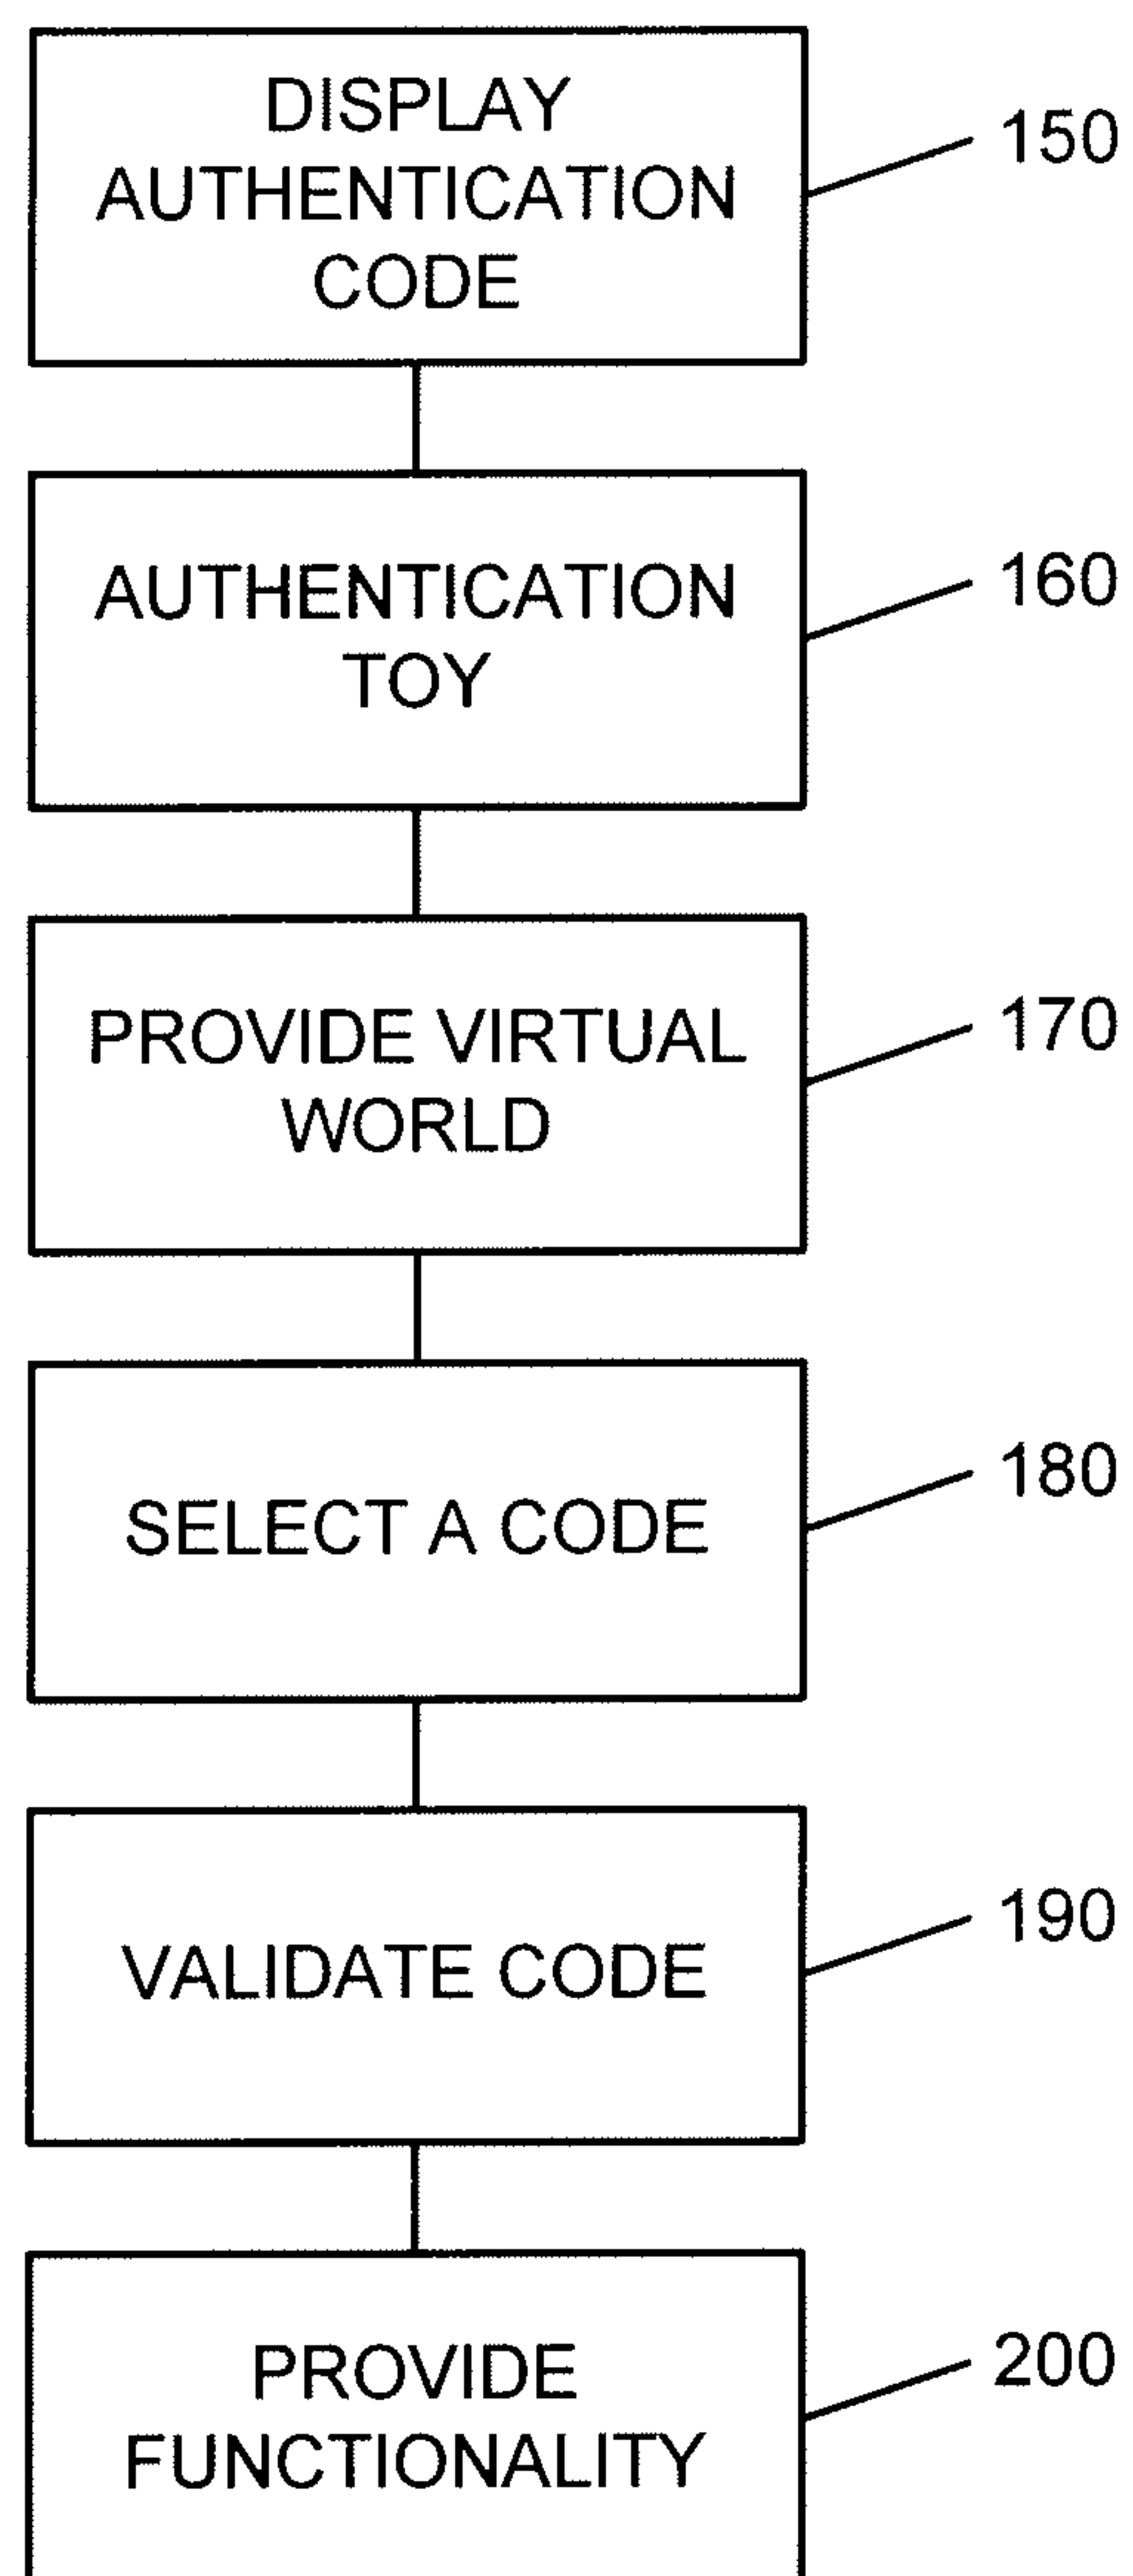 DISPLAY
AUTHENTICATION
CODE
150
AUTHENTICATION
TOY
160
PROVIDE VIRTUAL
WORLD
170
SELECT A CODE
180
VALIDATE CODE
190
PROVIDE
FUNCTIONALITY
200